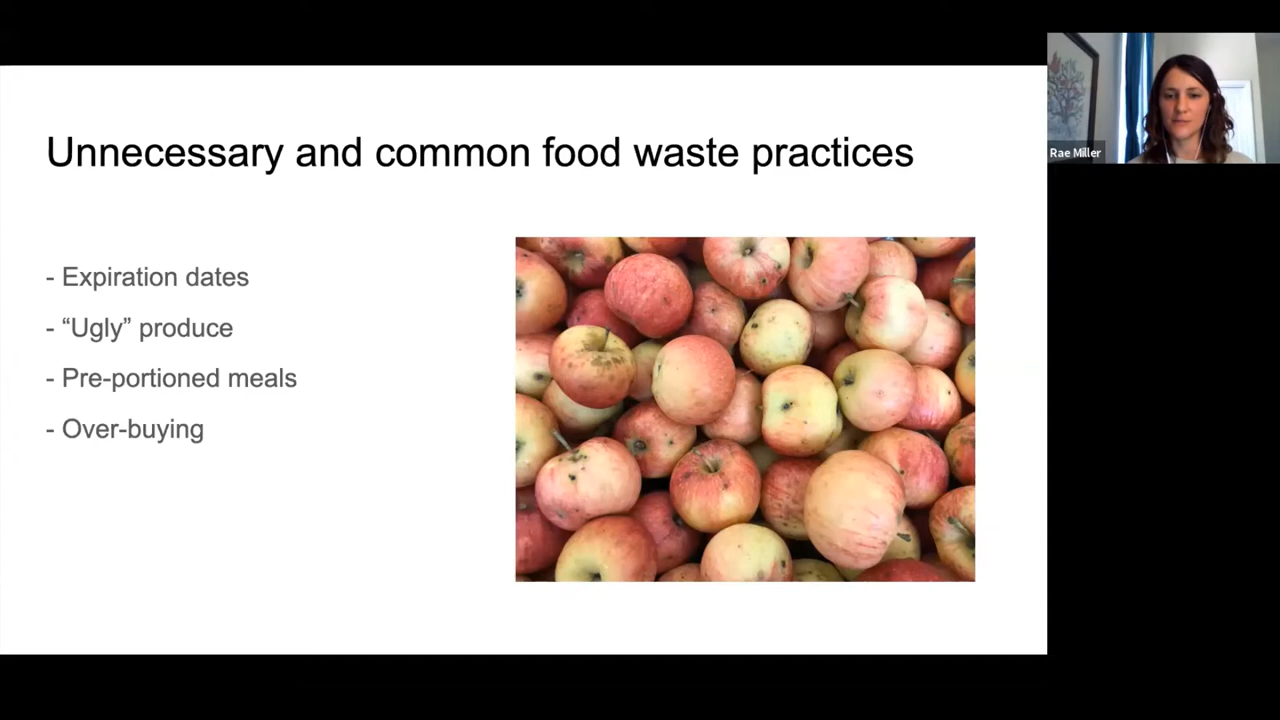 Unnecessary and common food waste practices
- Expiration dates
- “Ugly” produce
- Pre-portioned meals
- Over-buying
Rae Miller